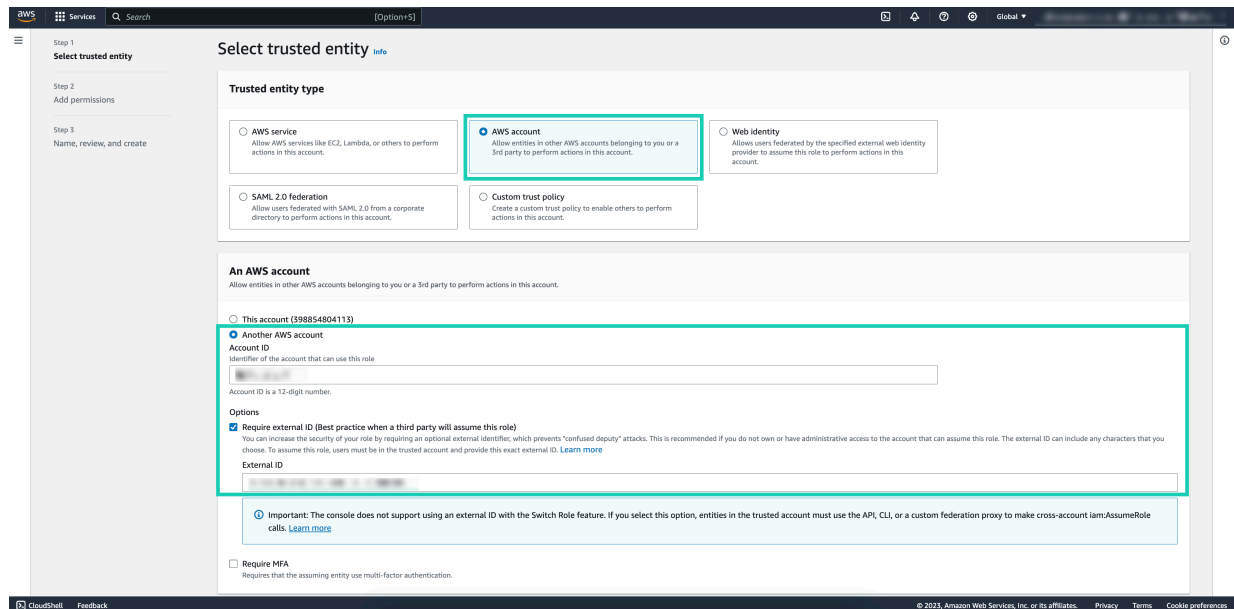 aws
Services
Search
[Option+S]
Global
Step 1
Select trusted entity
Step 2
Add permissions
Step 3
Name, review, and create
Select trusted entity Info
Trusted entity type
AWS service
Allow AWS services like EC2, Lambda, or others to perform
actions in this account.
AWS account
Allow entities in other AWS accounts belonging to you or a
3rd party to perform actions in this account.
Web identity
Allows users federated by the specified external web identity
provider to assume this role to perform actions in this
account.
SAML 2.0 federation
Allow users federated with SAML 2.0 from a corporate
directory to perform actions in this account.
Custom trust policy
Create a custom trust policy to enable others to perform
actions in this account.
An AWS account
Allow entities in other AWS accounts belonging to you or a 3rd party to perform actions in this account.
This account (398854804113)
Another AWS account
Account ID
Identifier of the account that can use this role
Account ID is a 12-digit number.
Options
Require external ID (Best practice when a third party will assume this role)
You can increase the security of your role by requiring an optional external identifier, which prevents "confused deputy" attacks. This is recommended if you do not own or have administrative access to the account that can assume this role. The external ID can include any characters that you
choose. To assume this role, users must be in the trusted account and provide this exact external ID. Learn more
External ID
Important: The console does not support using an external ID with the Switch Role feature. If you select this option, entities in the trusted account must use the API, CLI, or a custom federation proxy to make cross-account iam:AssumeRole
calls. Learn more
Require MFA
Requires that the assuming entity use multi-factor authentication.
CloudShell
Feedback
© 2023, Amazon Web Services, Inc. or its affiliates.
Privacy
Terms
Cookie preferences